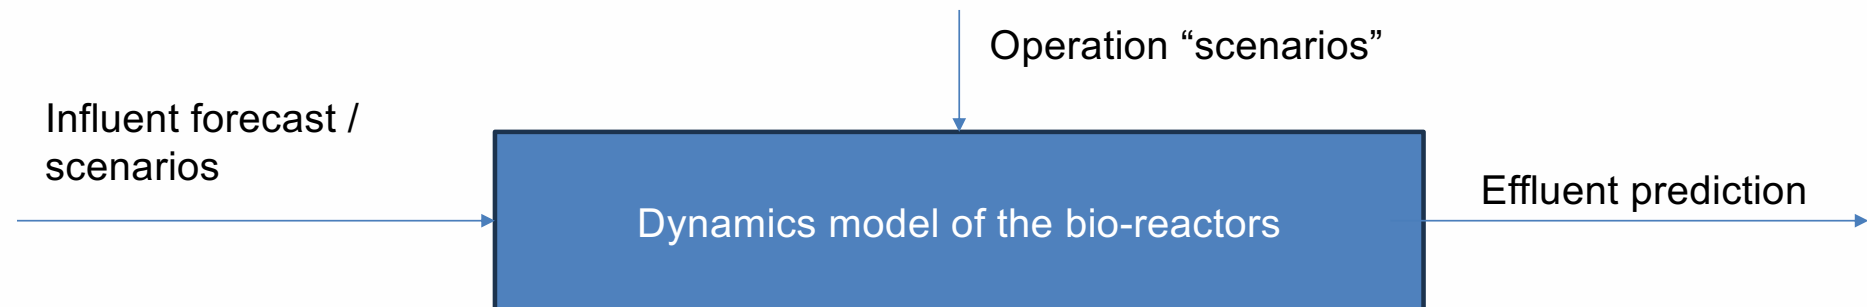 Operation “scenarios”
Influent forecast /
scenarios
Dynamics model of the bio-reactors
Effluent prediction